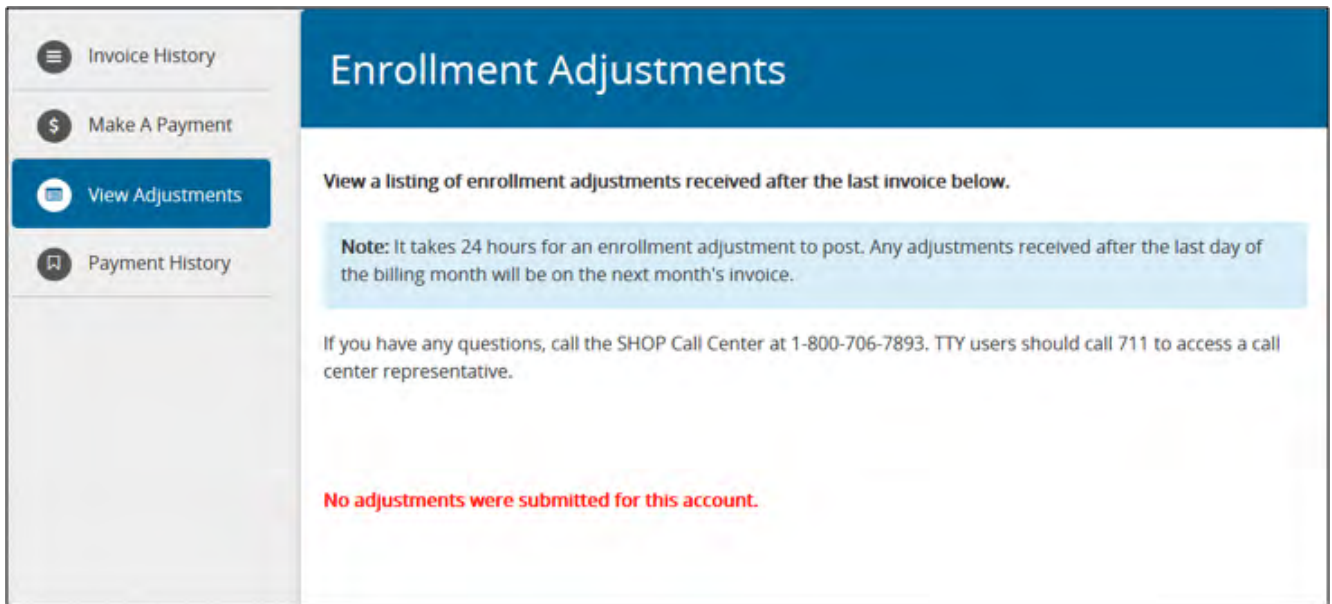 Invoice History
Make A Payment
View Adjustments
Payment History
Enrollment Adjustments
View a listing of enrollment adjustments received after the last invoice below.
Note: It takes 24 hours for an enrollment adjustment to post. Any adjustments received after the last day of
the billing month will be on the next month's invoice.
If you have any questions, call the SHOP Call Center at 1-800-706-7893. TTY users should call 711 to access a call
center representative.
No adjustments were submitted for this account.